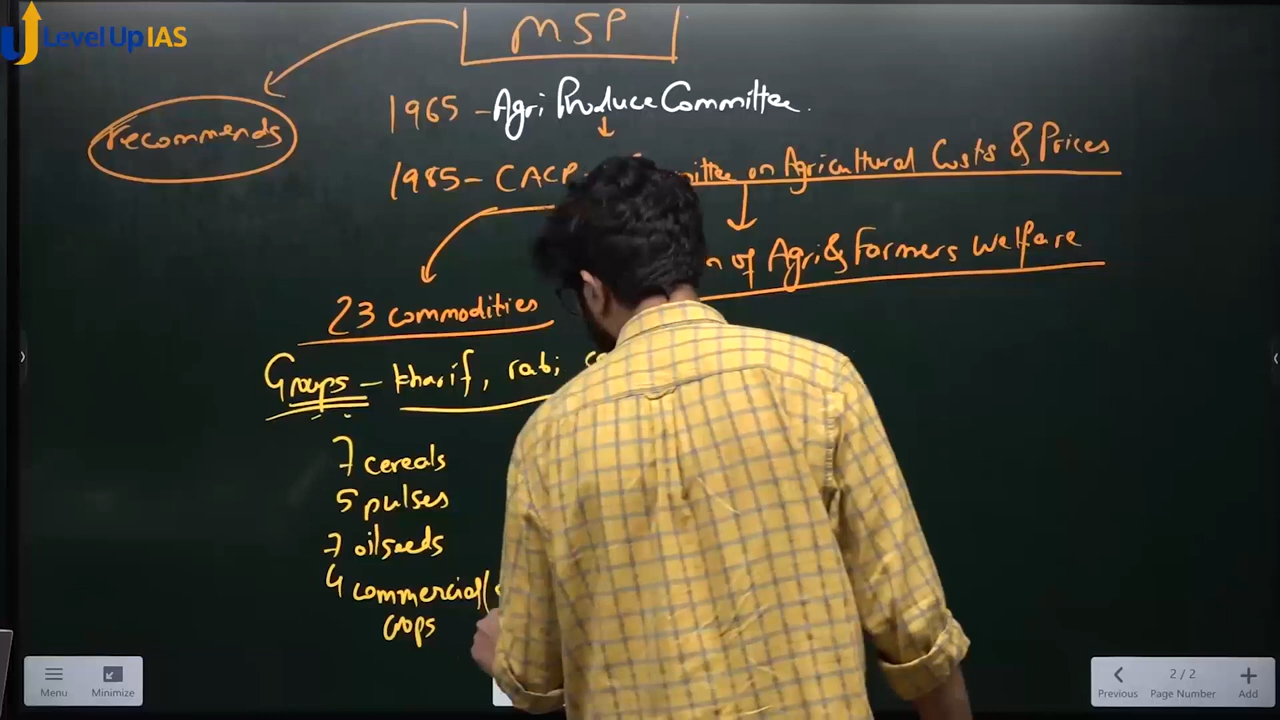 LevelUp IAS
MSP
recommends
1965 - Agri Produce Committee.
1985 - CACP - on Agricultural Costs & Prices
of Agri & Farmers Welfare
23 commodities
Groups - kharif, rabi
7 cereals
5 pulses
7 oilseeds
4 commercial/
crops
Menu
Minimize
Previous
2 / 2
Page Number
Add